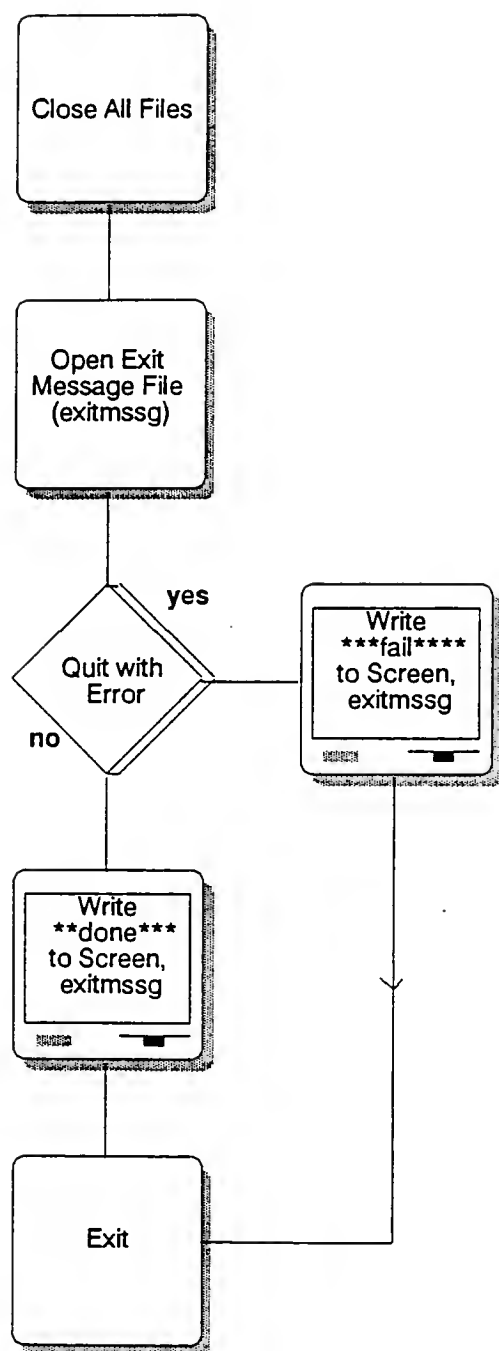 Close All Files
Open Exit
Message File
(exitmssg)
yes
Quit with
Error
no
Write
***fail****
to Screen,
exitmssg
Write
**done***
to Screen,
exitmssg
Exit